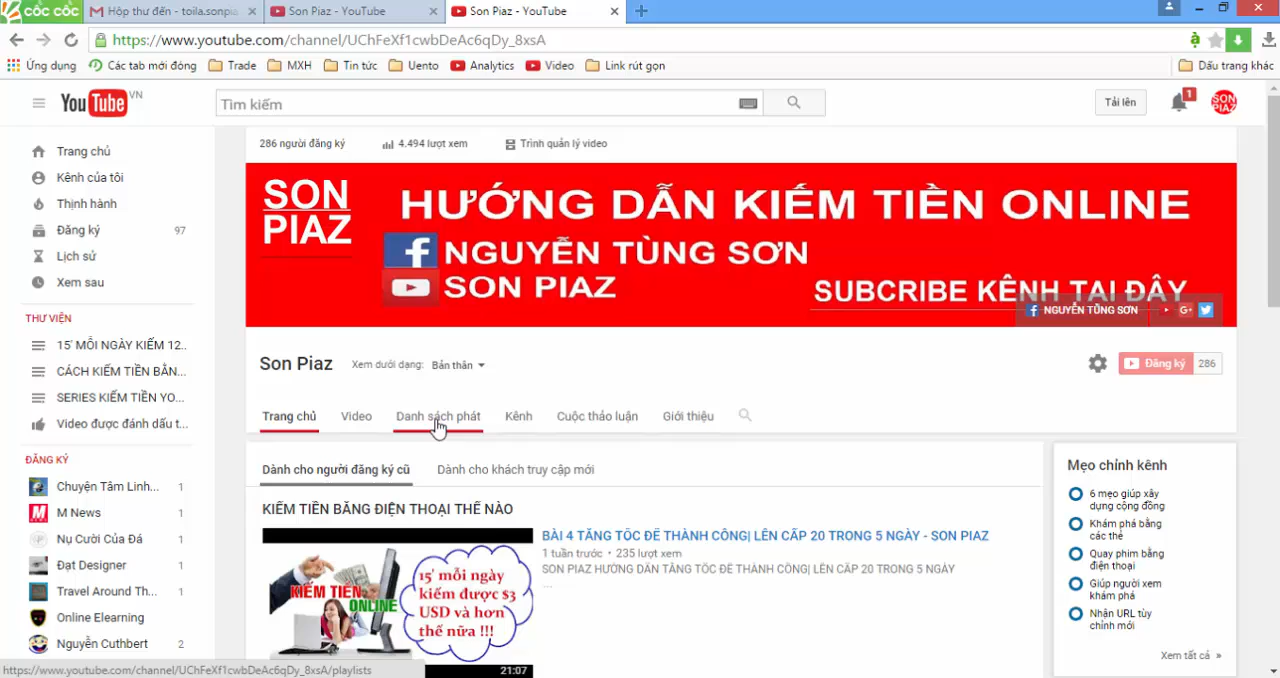 CỐC CỐC
Hộp thư đến - toila.sonpia
Son Piaz - YouTube
Son Piaz - YouTube
https://www.youtube.com/channel/UChFeXf1cwbDeAc6qDy_8xsA
Ứng dụng
Các tab mới đóng
Trade
MXH
Tin tức
Uento
Analytics
Video
Link rút gọn
Dấu trang khác
YouTube VN
Tìm kiếm
Tải lên
1
SON PIAZ
Trang chủ
Kênh của tôi
Thịnh hành
Đăng ký 97
Lịch sử
Xem sau
THƯ VIỆN
15' MỖI NGÀY KIẾM 12..
CÁCH KIẾM TIỀN BẰN...
SERIES KIẾM TIỀN YO...
Video được đánh dấu t...
ĐĂNG KÝ
Chuyện Tâm Linh... 1
M News 1
Nụ Cười Của Đá 1
Đạt Designer 1
Travel Around Th... 1
Online Elearning
Nguyễn Cuthbert 2
286 người đăng ký
4.494 lượt xem
Trình quản lý video
SON
PIAZ
HƯỚNG DẪN KIẾM TIỀN ONLINE
NGUYỄN TÙNG SƠN
SON PIAZ
SUBCRIBE KÊNH TẠI ĐÂY
NGUYỄN TÙNG SƠN
Son Piaz
Xem dưới dạng: Bản thân
Đăng ký 286
Trang chủ
Video
Danh sách phát
Kênh
Cuộc thảo luận
Giới thiệu
Dành cho người đăng ký cũ
Dành cho khách truy cập mới
KIẾM TIỀN BẰNG ĐIỆN THOẠI THẾ NÀO
KIẾM TIỀN
ONLINE
15' mỗi ngày
kiếm được $3
USD và hơn
thế nữa !!!
21:07
BÀI 4 TĂNG TỐC ĐỂ THÀNH CÔNG| LÊN CẤP 20 TRONG 5 NGÀY - SON PIAZ
1 tuần trước • 235 lượt xem
SON PIAZ HƯỚNG DẪN TĂNG TỐC ĐỂ THÀNH CÔNG| LÊN CẤP 20 TRONG 5 NGÀY
...
Mẹo chỉnh kênh
6 mẹo giúp xây
dựng cộng đồng
Khám phá bảng
các thẻ
Quay phim bằng
điện thoại
Giúp người xem
khám phá
Nhận URL tùy
chỉnh mới
Xem tất cả »
https://www.youtube.com/channel/UChFeXf1cwbDeAc6qDy_8xsA/playlists